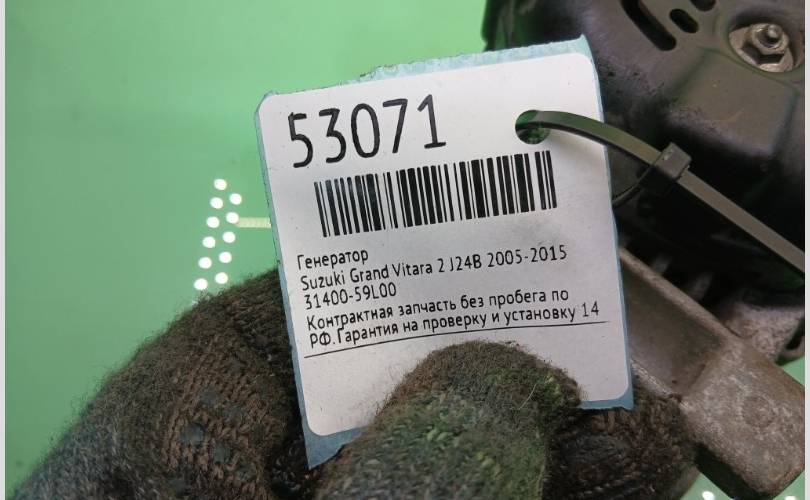 53071
Генератор
Suzuki Grand Vitara 2 J24B 2005-2015
31400-59L00
Контрактная запчасть без пробега по
РФ.Гарантия на проверку и установку 14